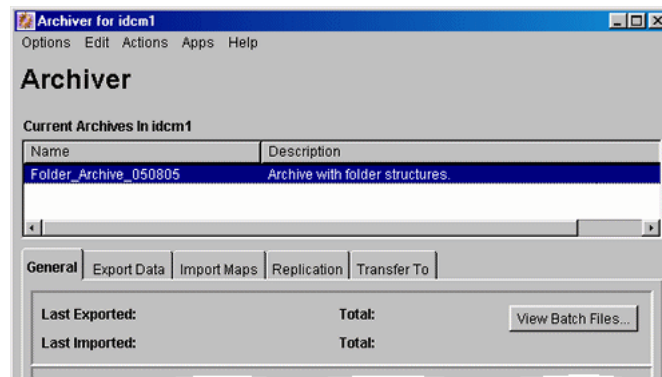 Archiver for idcm1
Options Edit Actions Apps Help
Archiver
Current Archives In idcm1
Name Description
Folder_Archive_050805 Archive with folder structures.
General Export Data Import Maps Replication Transfer To
Last Exported: Total: View Batch Files...
Last Imported: Total: